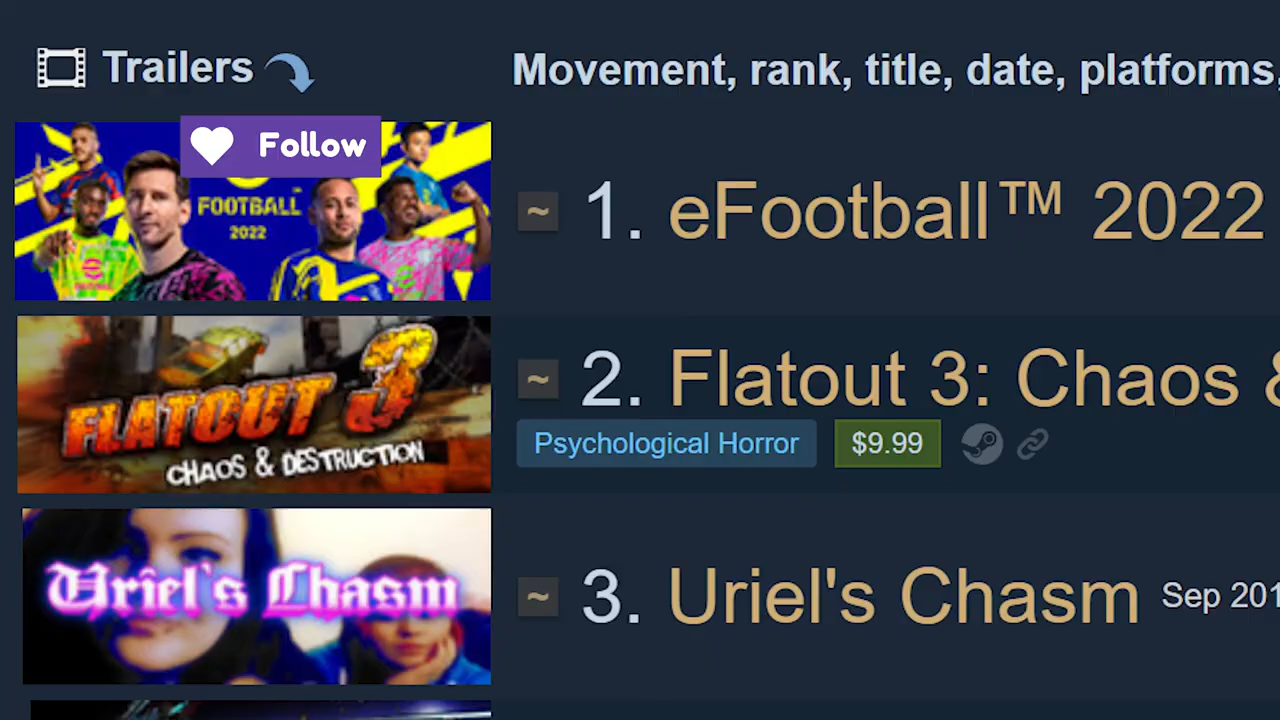 Trailers
Movement, rank, title, date, platforms,
Follow
FOOTBALL
2022
~ 1. eFootball™ 2022
FLATOUT 3
CHAOS & DESTRUCTION
~ 2. Flatout 3: Chaos &
Psychological Horror $9.99
Uriel's Chasm
~ 3. Uriel's Chasm Sep 201